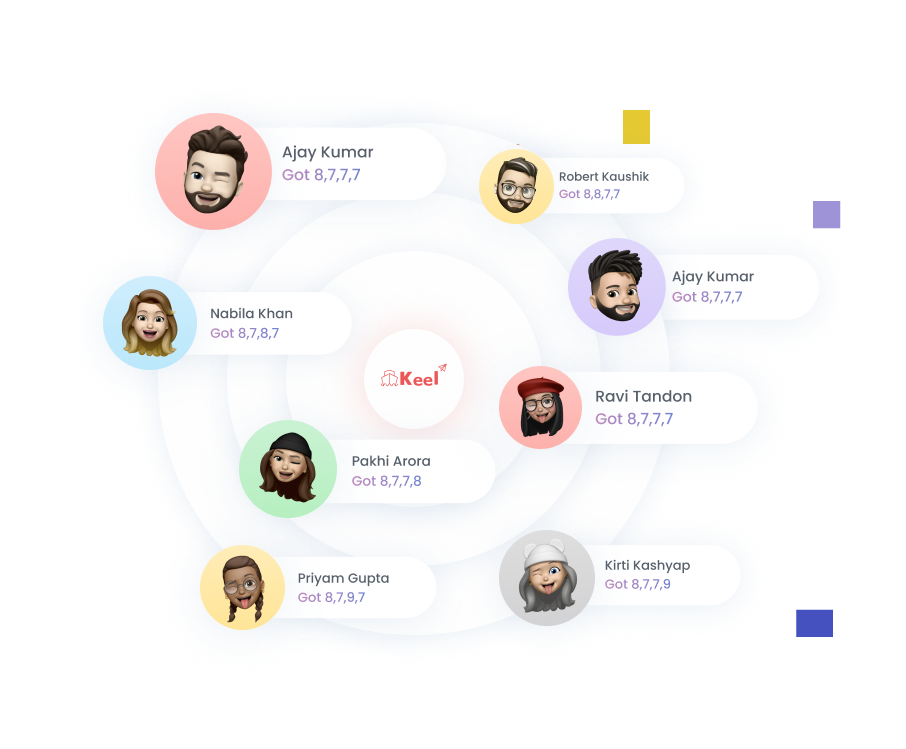 Ajay Kumar
Got 8,7,7,7
Robert Kaushik
Got 8,8,7,7
Ajay Kumar
Got 8,7,7,7
Nabila Khan
Got 8,7,8,7
Keel
Ravi Tandon
Got 8,7,7,7
Pakhi Arora
Got 8,7,7,8
Priyam Gupta
Got 8,7,9,7
Kirti Kashyap
Got 8,7,7,9